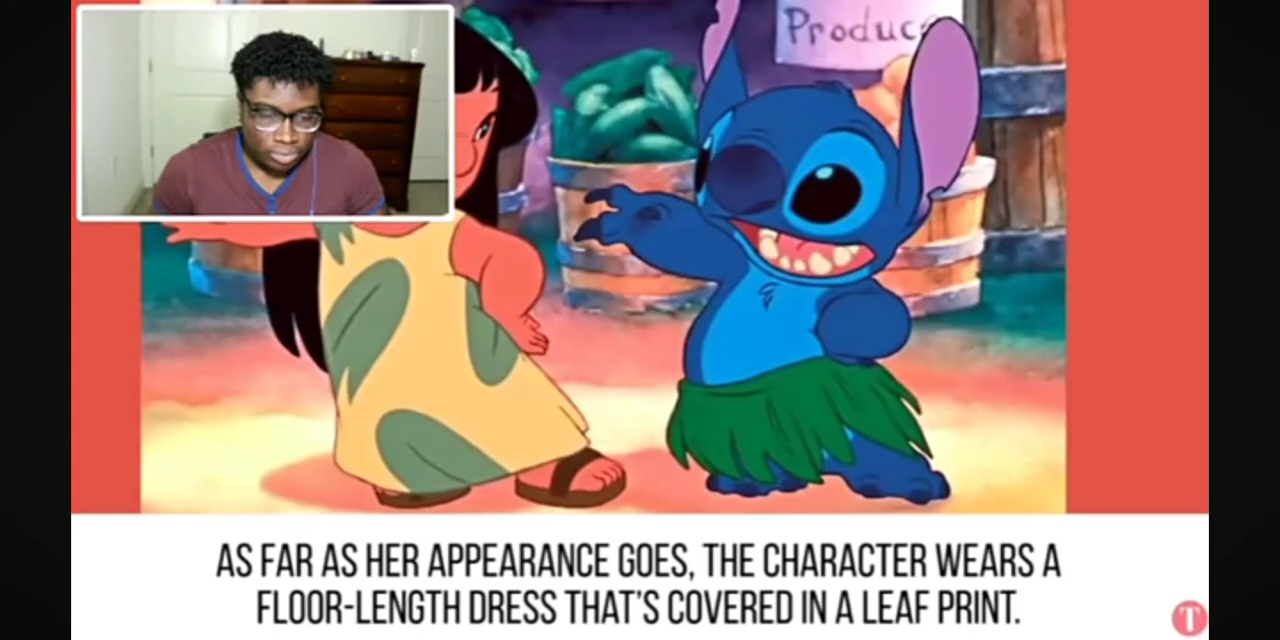 Produc
AS FAR AS HER APPEARANCE GOES, THE CHARACTER WEARS A
FLOOR-LENGTH DRESS THAT'S COVERED IN A LEAF PRINT.
T